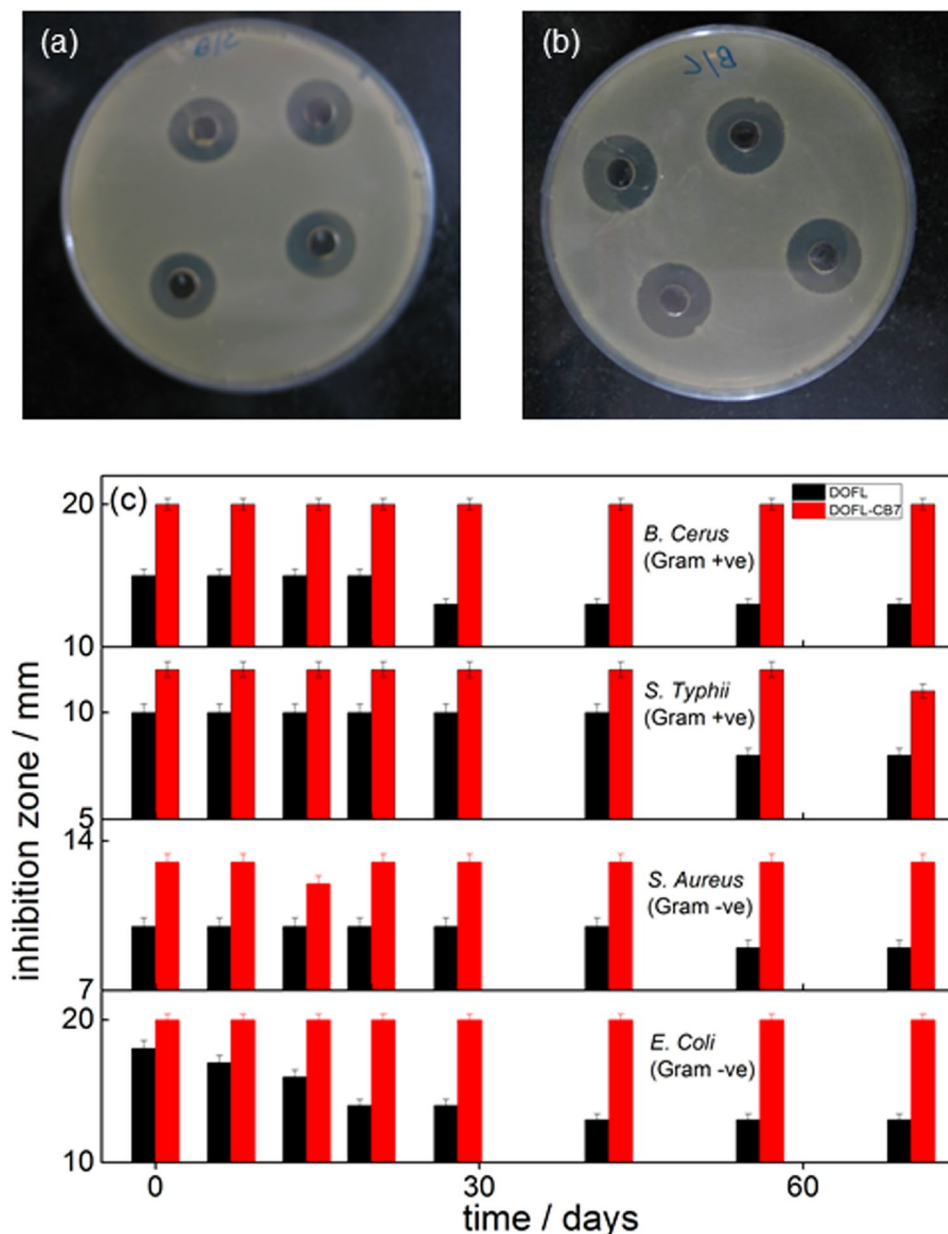 (a)
(b)
B/C
(c)
DOFL
DOFL-CB7
20
B. Cerus
(Gram +ve)
10
S. Typhii
(Gram +ve)
10
5
14
S. Aureus
(Gram -ve)
7
20
E. Coli
(Gram -ve)
10
inhibition zone / mm
0
30
60
time / days